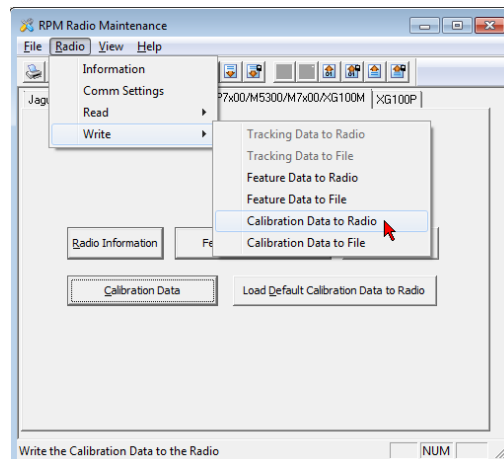 RPM Radio Maintenance
File Radio View Help
Information
Comm Settings
Read
Write
P7x00/M5300/M7x00/XG100M XG100P
Tracking Data to Radio
Tracking Data to File
Feature Data to Radio
Feature Data to File
Calibration Data to Radio
Calibration Data to File
Radio Information
Calibration Data Load Default Calibration Data to Radio
Write the Calibration Data to the Radio NUM